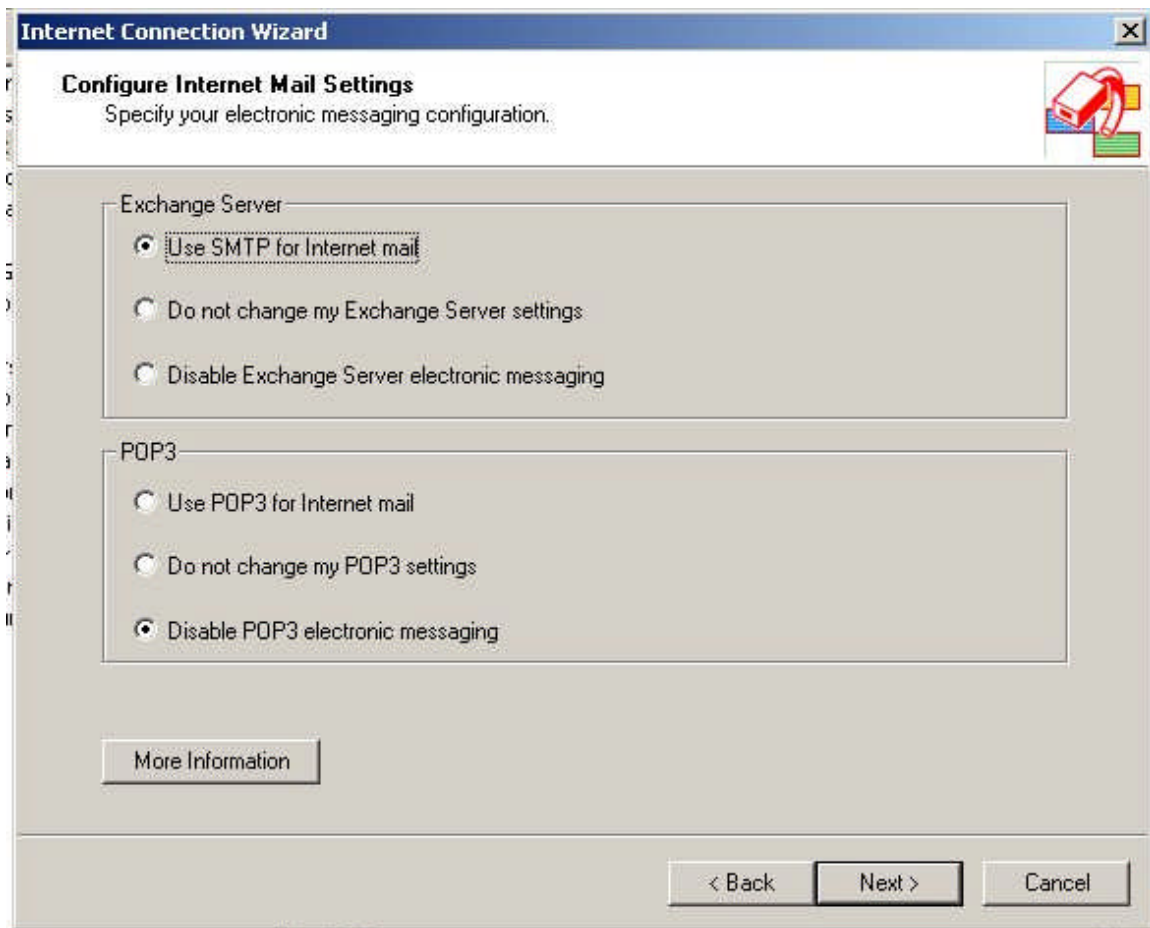 Internet Connection Wizard
Configure Internet Mail Settings
Specify your electronic messaging configuration.
Exchange Server
Use SMTP for Internet mail
Do not change my Exchange Server settings
Disable Exchange Server electronic messaging
POP3
Use POP3 for Internet mail
Do not change my POP3 settings
Disable POP3 electronic messaging
More Information
< Back Next > Cancel